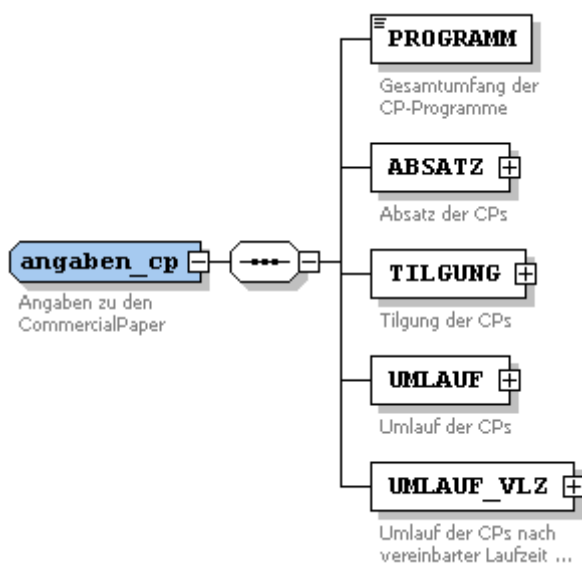 PROGRAMM
Gesamtumfang der
CP-Programme
ABSATZ
Absatz der CPs
angaben_cp
Angaben zu den
CommercialPaper
TILGUNG
Tilgung der CPs
UMLAUF
Umlauf der CPs
UMLAUF_VLZ
Umlauf der CPs nach
vereinbarter Laufzeit ...